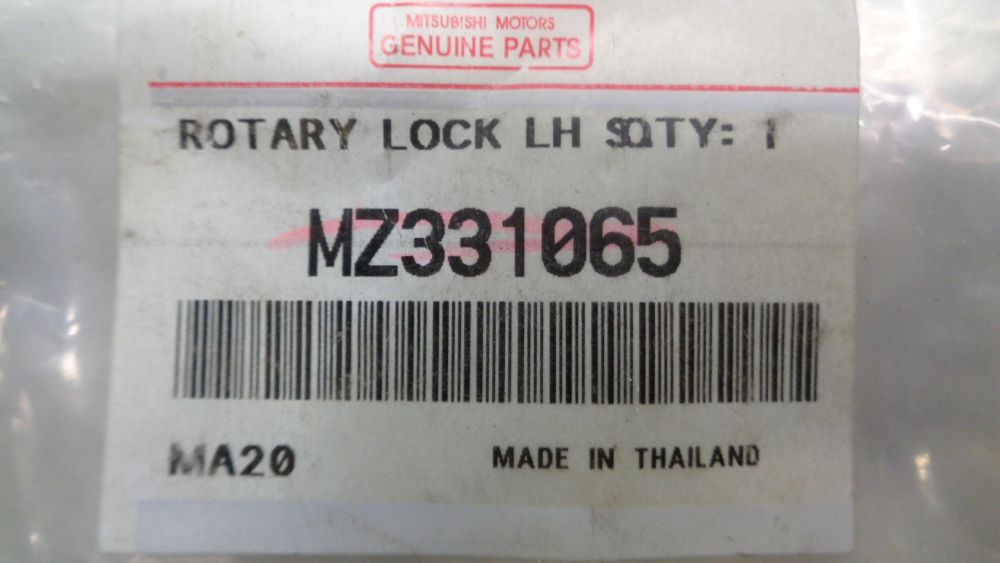 MITSUBISHI MOTORS
GENUINE PARTS
ROTARY LOCK LH SQTY: 1
MZ331065
MA20 MADE IN THAILAND